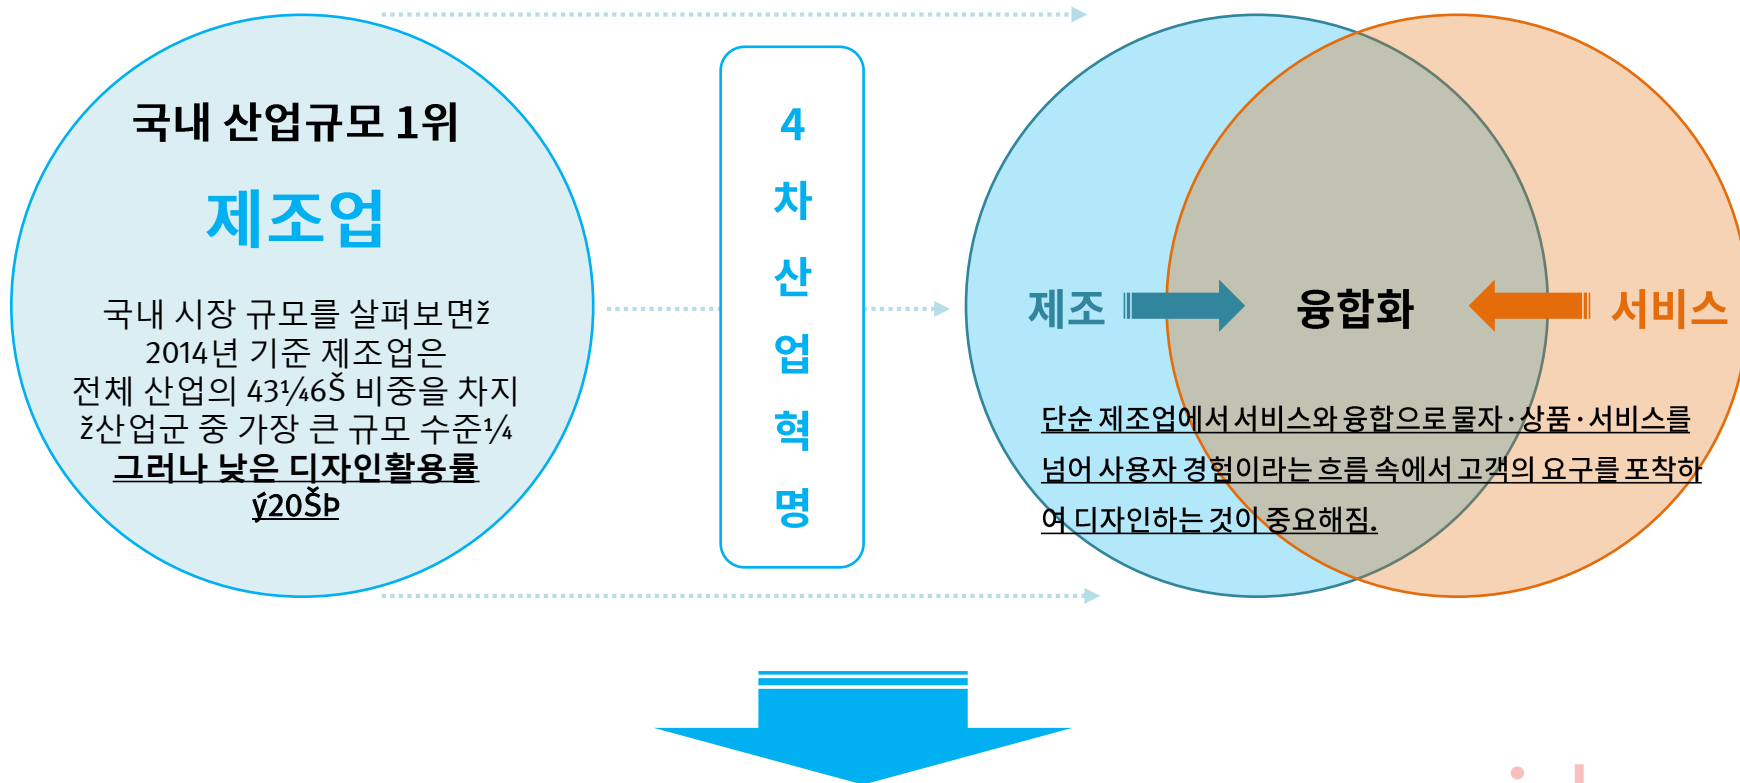 국내 산업규모 1위
제조업
국내 시장 규모를 살펴보면ž
2014년 기준 제조업은
전체 산업의 43¼6Š 비중을 차지
ž산업군 중 가장 큰 규모 수준¼
그러나 낮은 디자인활용률
ý20ŠÞ
4
차
산
업
혁
명
제조
융합화
서비스
단순 제조업에서 서비스와 융합으로 물자·상품·서비스를
넘어 사용자 경험이라는 흐름 속에서 고객의 요구를 포착하
여 디자인하는 것이 중요해짐.